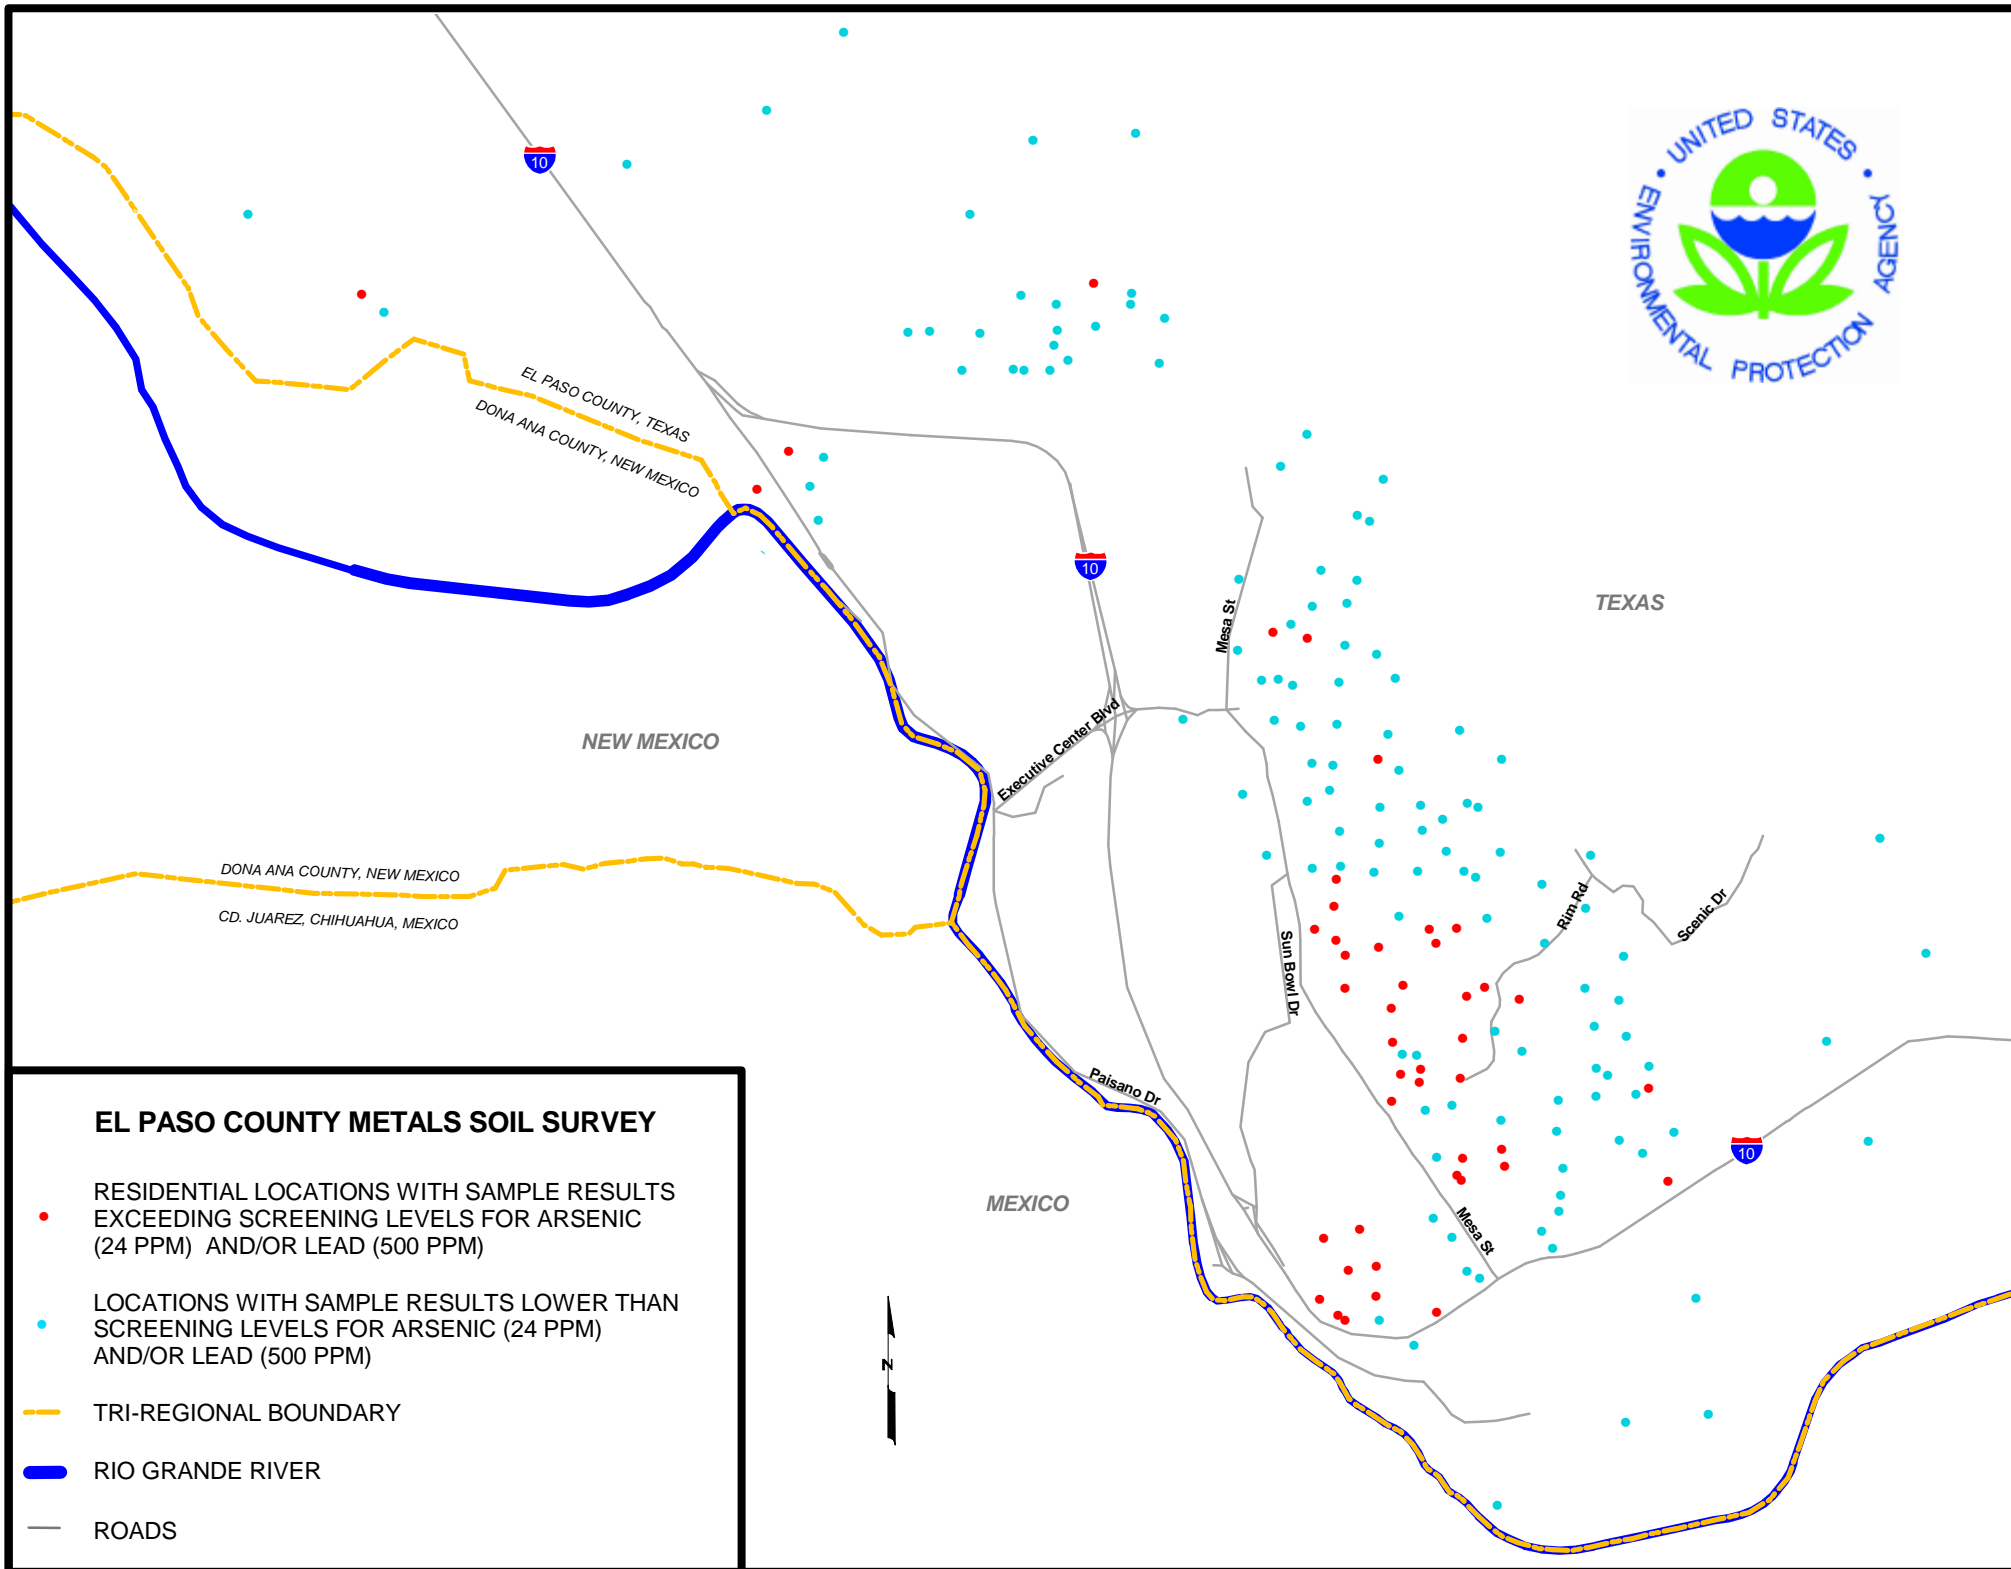 UNITED STATES
ENVIRONMENTAL PROTECTION AGENCY
10
EL PASO COUNTY, TEXAS
DONA ANA COUNTY, NEW MEXICO
10
TEXAS
Mesa St
Executive Center Blvd
NEW MEXICO
DONA ANA COUNTY, NEW MEXICO
CD. JUAREZ, CHIHUAHUA, MEXICO
Rim Rd
Scenic Dr
Sun Bowl Dr
Paisano Dr
10
MEXICO
Mesa St
N
EL PASO COUNTY METALS SOIL SURVEY
RESIDENTIAL LOCATIONS WITH SAMPLE RESULTS
EXCEEDING SCREENING LEVELS FOR ARSENIC
(24 PPM) AND/OR LEAD (500 PPM)
LOCATIONS WITH SAMPLE RESULTS LOWER THAN
SCREENING LEVELS FOR ARSENIC (24 PPM)
AND/OR LEAD (500 PPM)
TRI-REGIONAL BOUNDARY
RIO GRANDE RIVER
ROADS